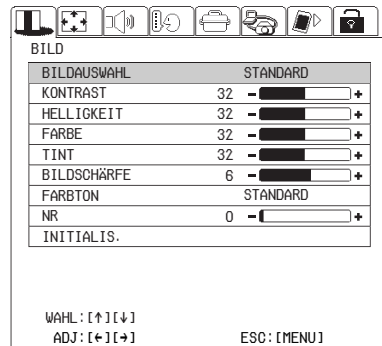 BILD
BILDAUSWAHL STANDARD
KONTRAST 32 - +
HELLIGKEIT 32 - +
FARBE 32 - +
TINT 32 - +
BILDSCHÄRFE 6 - +
FARBTON STANDARD
NR 0 - +
INITIALIS.
WAHL:[↑][↓]
ADJ:[←][→] ESC:[MENU]